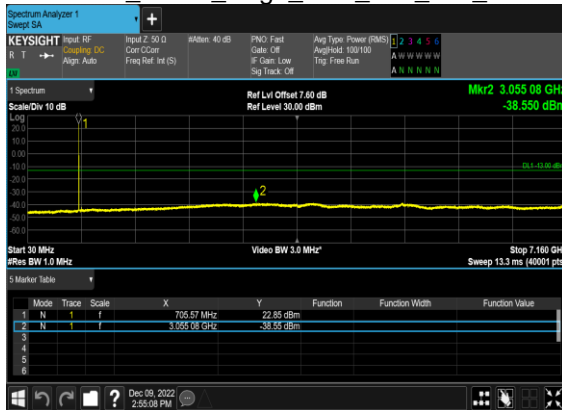 Spectrum Analyzer 1
Swept SA
+
KEYSIGHT Input: RF Input Z: 50 Ω #Atten: 40 dB PNO: Fast Avg Type: Power (RMS) 1 2 3 4 5 6
R T Coupling: DC Corr CCorr Gate: Off Avg|Hold: 100/100 A W W W W W
Align: Auto Freq Ref: Int (S) IF Gain: Low Trig: Free Run
LXI Sig Track: Off A N N N N N
1 Spectrum Ref Lvl Offset 7.60 dB Mkr2 3.055 08 GHz
Scale/Div 10 dB Ref Level 30.00 dBm -38.550 dBm
Log
1
20.0
10.0
0.00
-10.0 DL1 -13.00 dBm
-20.0
-30.0
2
-40.0
-50.0
-60.0
Start 30 MHz Video BW 3.0 MHz* Stop 7.160 GHz
#Res BW 1.0 MHz Sweep 13.3 ms (40001 pts)
5 Marker Table
Mode Trace Scale X Y Function Function Width Function Value
1 N 1 f 705.57 MHz 22.85 dBm
2 N 1 f 3.055 08 GHz -38.55 dBm
3
4
5
6
? Dec 09, 2022
2:55:08 PM